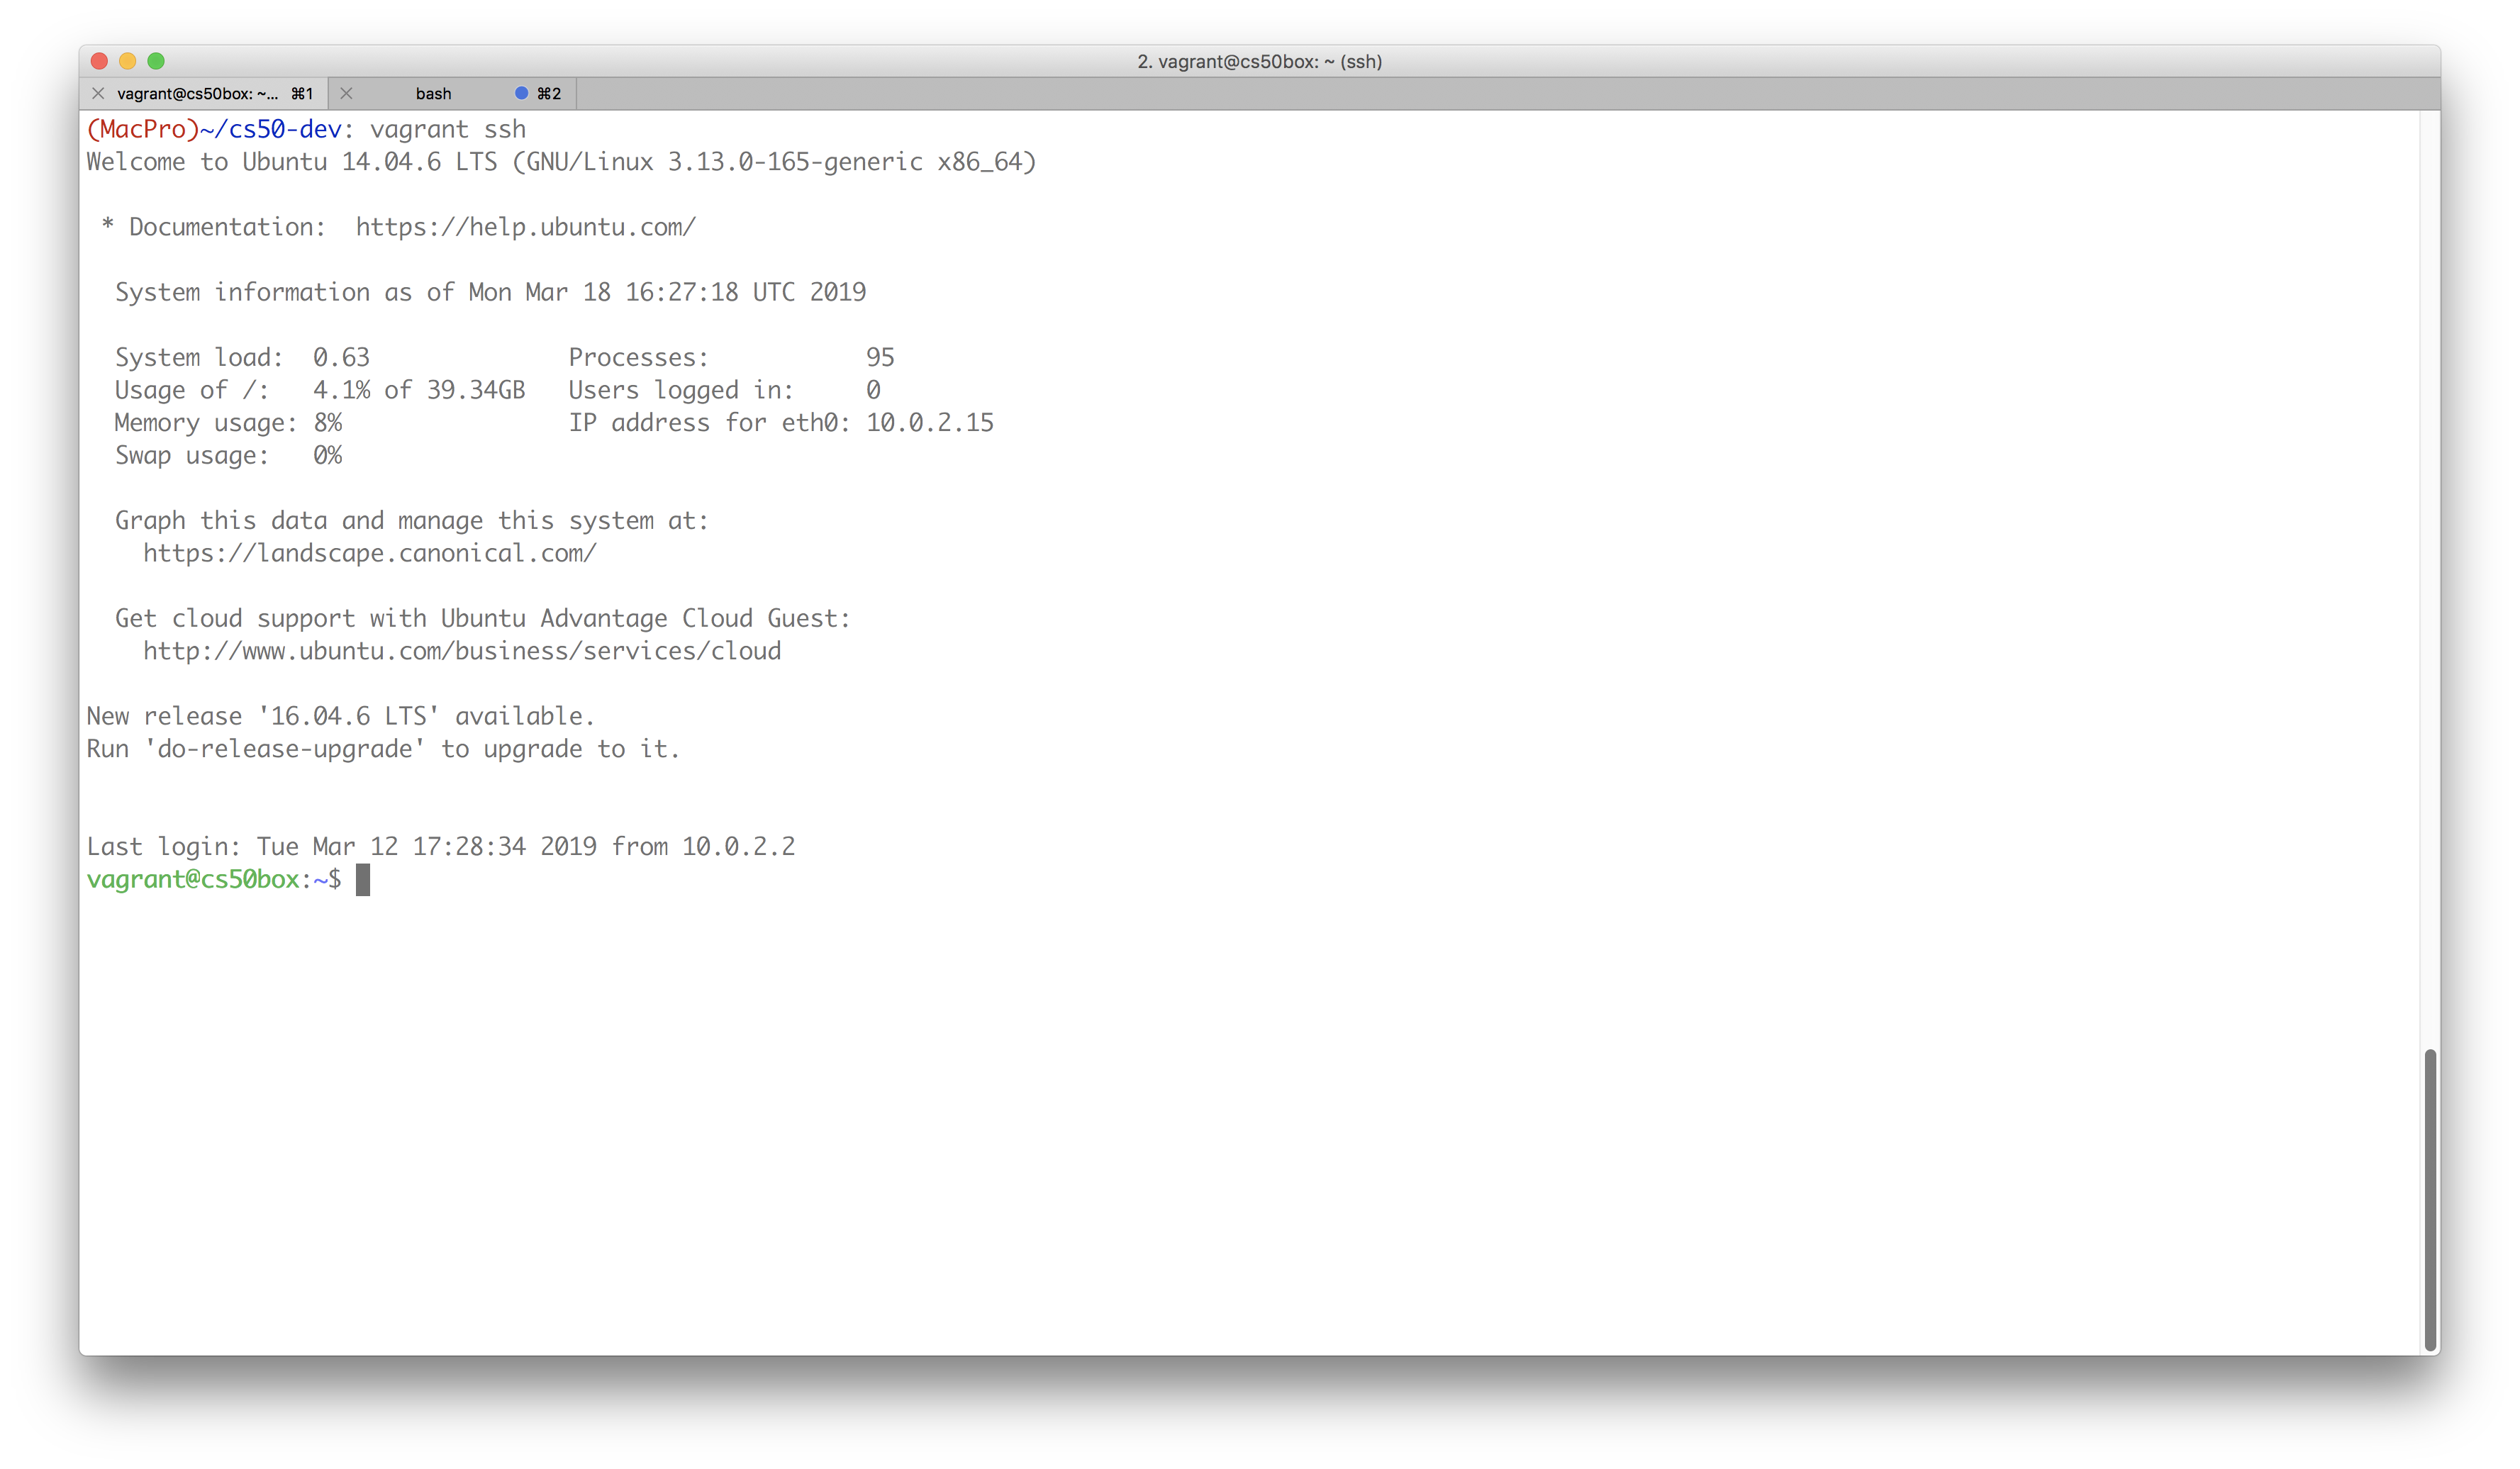 2. vagrant@cs50box: ~ (ssh)
vagrant@cs50box: ~... ⌘1 bash ⌘2
(MacPro)~/cs50-dev: vagrant ssh
Welcome to Ubuntu 14.04.6 LTS (GNU/Linux 3.13.0-165-generic x86_64)
* Documentation:  https://help.ubuntu.com/
System information as of Mon Mar 18 16:27:18 UTC 2019
System load:  0.63              Processes:           95
Usage of /:   4.1% of 39.34GB   Users logged in:     0
Memory usage: 8%                IP address for eth0: 10.0.2.15
Swap usage:   0%
Graph this data and manage this system at:
https://landscape.canonical.com/
Get cloud support with Ubuntu Advantage Cloud Guest:
http://www.ubuntu.com/business/services/cloud
New release '16.04.6 LTS' available.
Run 'do-release-upgrade' to upgrade to it.
Last login: Tue Mar 12 17:28:34 2019 from 10.0.2.2
vagrant@cs50box:~$